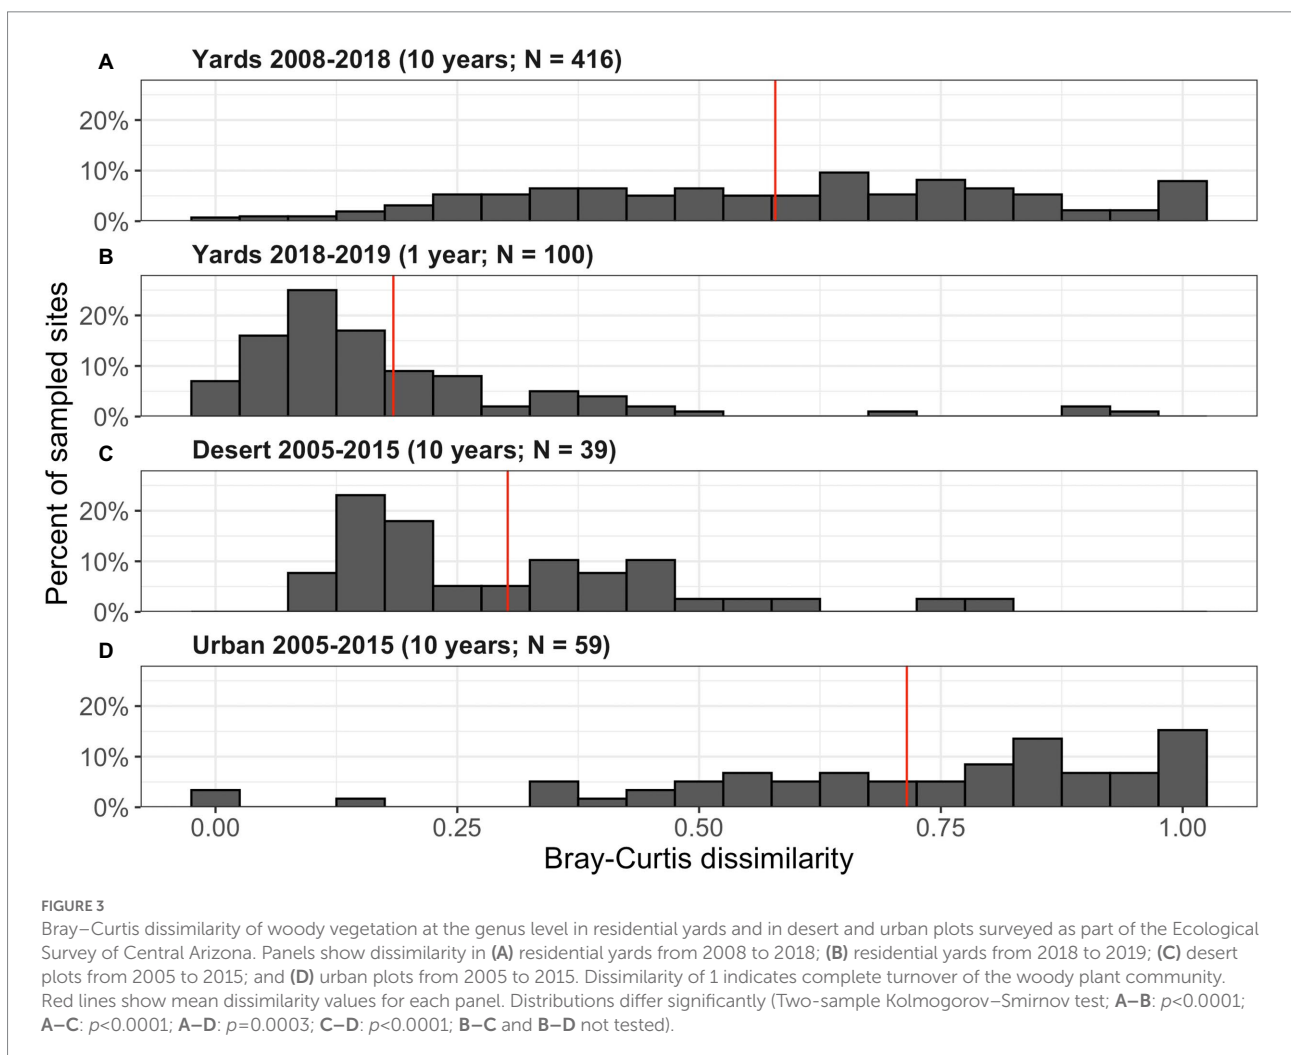 A Yards 2008-2018 (10 years; N = 416)
20%
10%
0%
B Yards 2018-2019 (1 year; N = 100)
20%
10%
0%
C Desert 2005-2015 (10 years; N = 39)
20%
10%
0%
D Urban 2005-2015 (10 years; N = 59)
20%
10%
0%
Percent of sampled sites
0.00 0.25 0.50 0.75 1.00
Bray-Curtis dissimilarity
FIGURE 3
Bray–Curtis dissimilarity of woody vegetation at the genus level in residential yards and in desert and urban plots surveyed as part of the Ecological
Survey of Central Arizona. Panels show dissimilarity in (A) residential yards from 2008 to 2018; (B) residential yards from 2018 to 2019; (C) desert
plots from 2005 to 2015; and (D) urban plots from 2005 to 2015. Dissimilarity of 1 indicates complete turnover of the woody plant community.
Red lines show mean dissimilarity values for each panel. Distributions differ significantly (Two-sample Kolmogorov–Smirnov test; A–B: p<0.0001;
A–C: p<0.0001; A–D: p=0.0003; C–D: p<0.0001; B–C and B–D not tested).